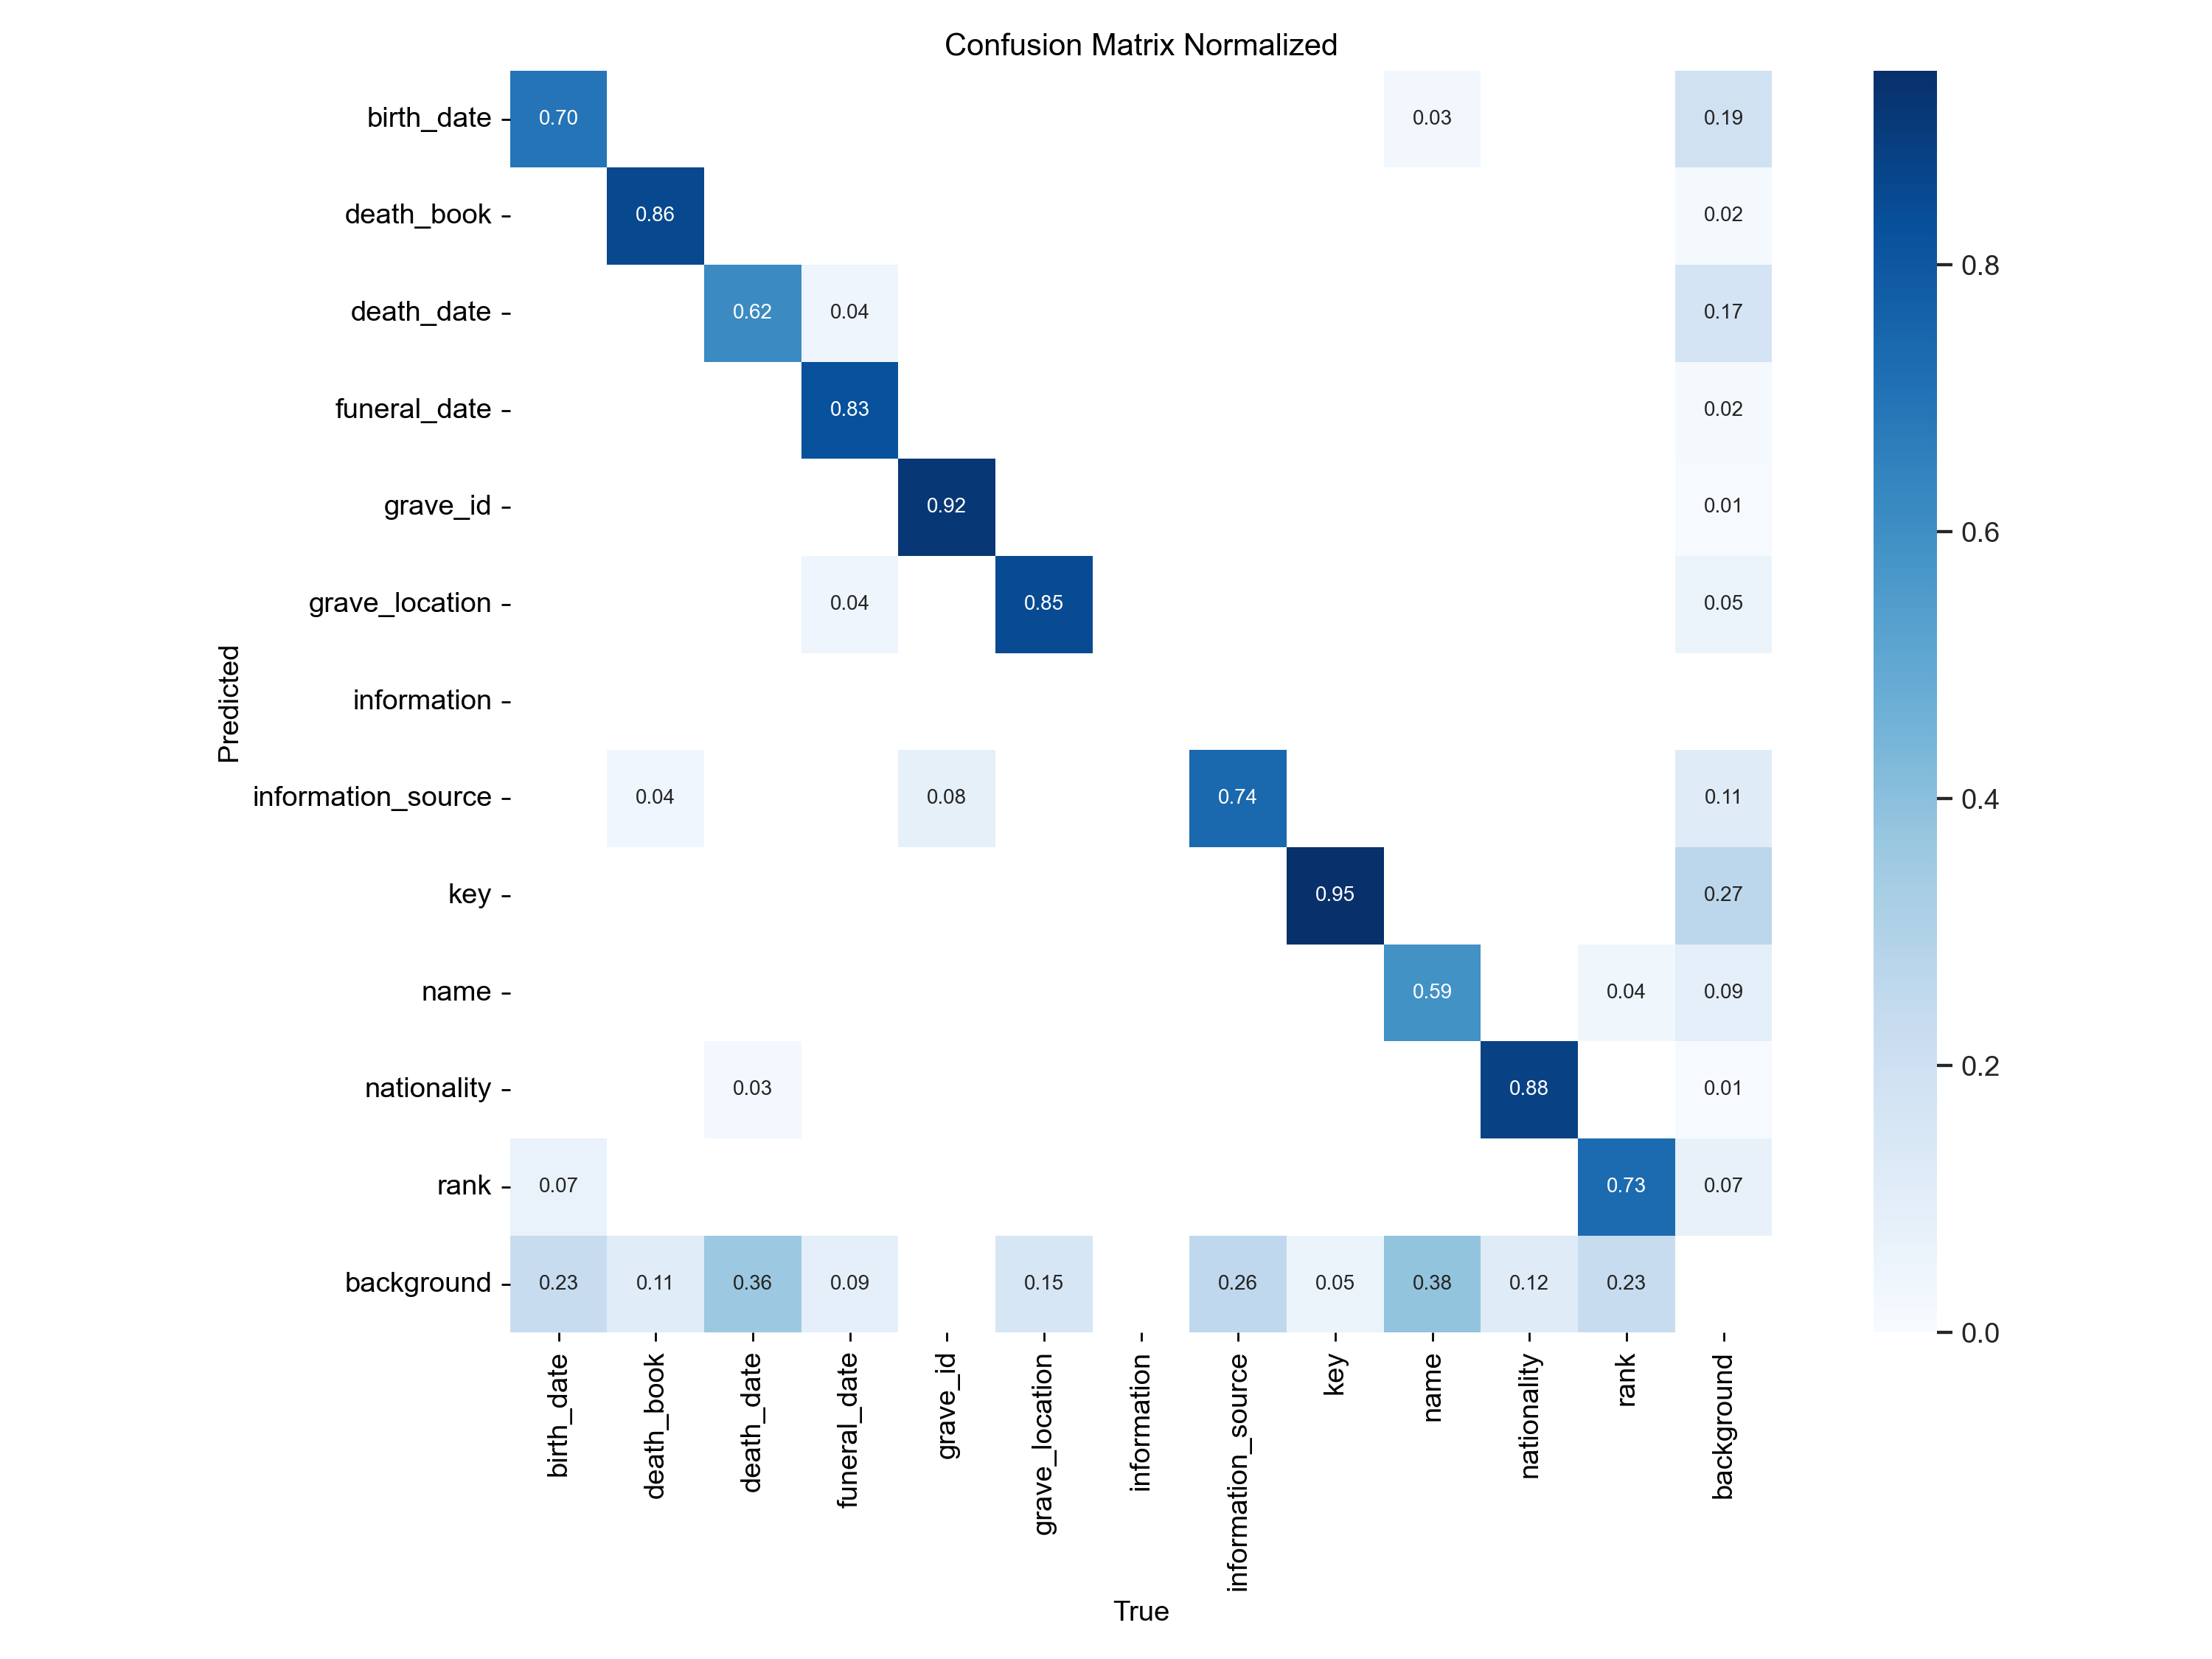 Confusion Matrix Normalized
birth_date 0.70 0.03 0.19
death_book 0.86 0.02
death_date 0.62 0.04 0.17
funeral_date 0.83 0.02
grave_id 0.92 0.01
grave_location 0.04 0.85 0.05
information
information_source 0.04 0.08 0.74 0.11
key 0.95 0.27
name 0.59 0.04 0.09
nationality 0.03 0.88 0.01
rank 0.07 0.73 0.07
background 0.23 0.11 0.36 0.09 0.15 0.26 0.05 0.38 0.12 0.23
Predicted
birth_date
death_book
death_date
funeral_date
grave_id
grave_location
information
information_source
key
name
nationality
rank
background
True
0.8
0.6
0.4
0.2
0.0